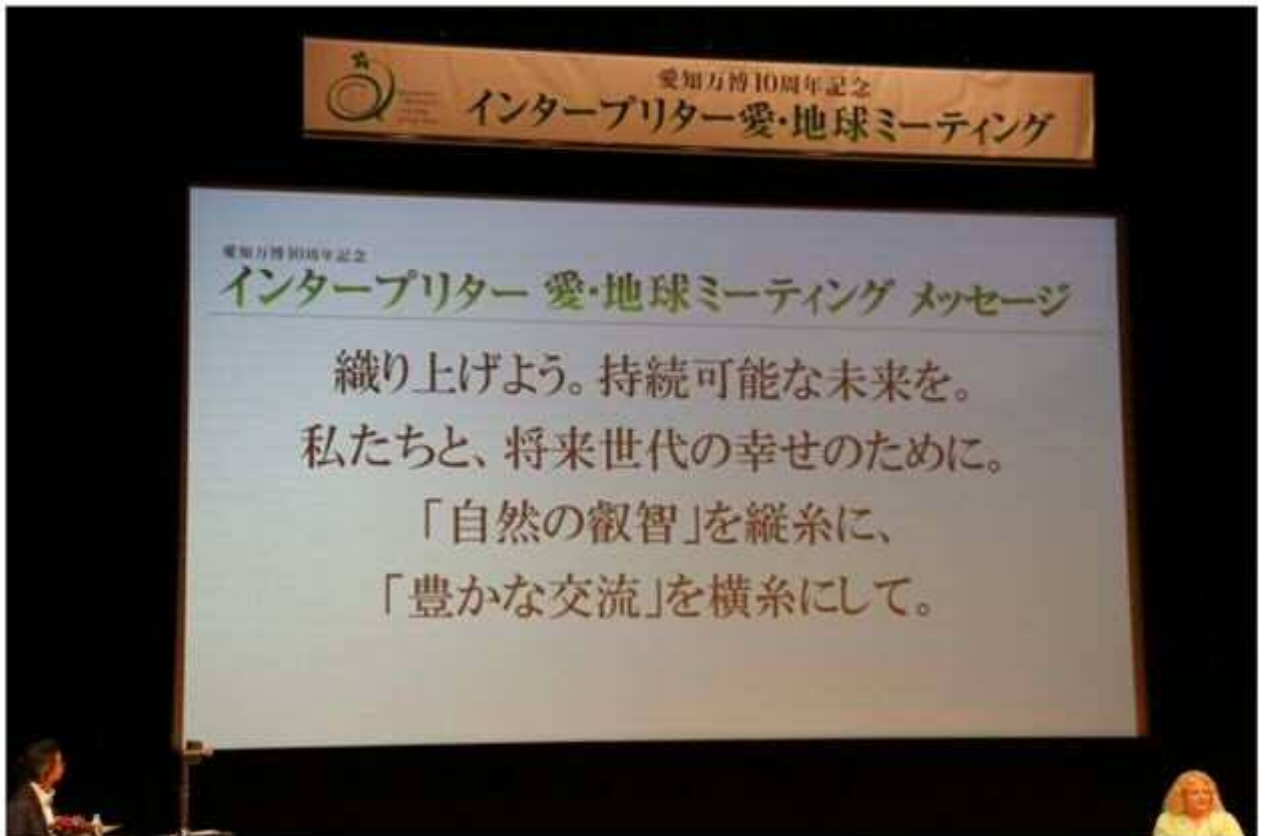 愛知万博10周年記念
インタープリター愛・地球ミーティング
愛知万博10周年記念
インタープリター 愛・地球ミーティング メッセージ
織り上げよう。持続可能な未来を。
私たちと、将来世代の幸せのために。
「自然の叡智」を縦糸に、
「豊かな交流」を横糸にして。